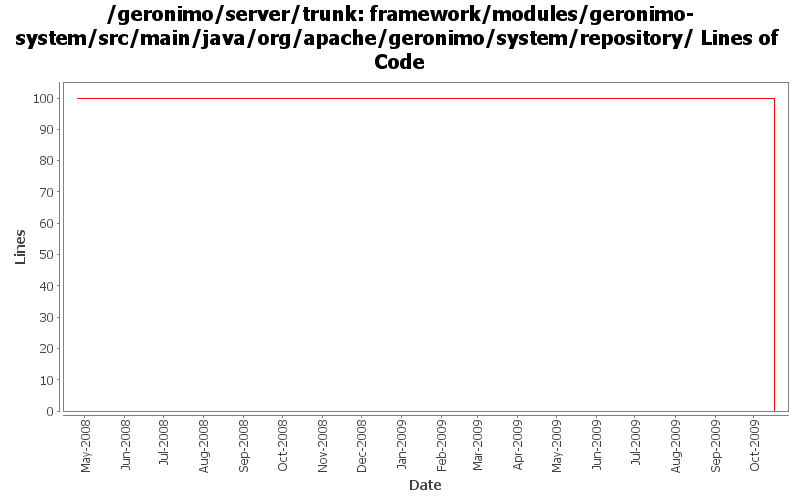 /geronimo/server/trunk: framework/modules/geronimo-
system/src/main/java/org/apache/geronimo/system/repository/ Lines of
Code
100
90
80
70
60
50
40
30
20
10
0
Lines
May-2008
Jun-2008
Jul-2008
Aug-2008
Sep-2008
Oct-2008
Nov-2008
Dec-2008
Jan-2009
Feb-2009
Mar-2009
Apr-2009
May-2009
Jun-2009
Jul-2009
Aug-2009
Sep-2009
Oct-2009
Date